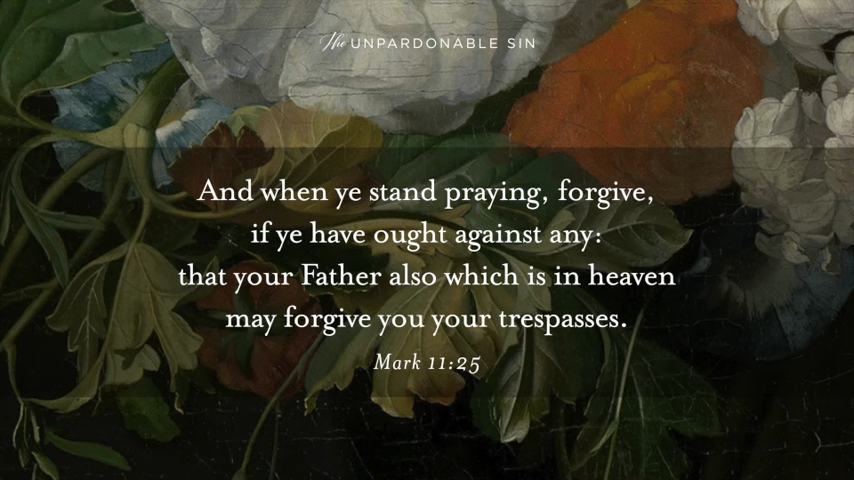 The UNPARDONABLE SIN
And when ye stand praying, forgive,
if ye have ought against any:
that your Father also which is in heaven
may forgive you your trespasses.
Mark 11:25